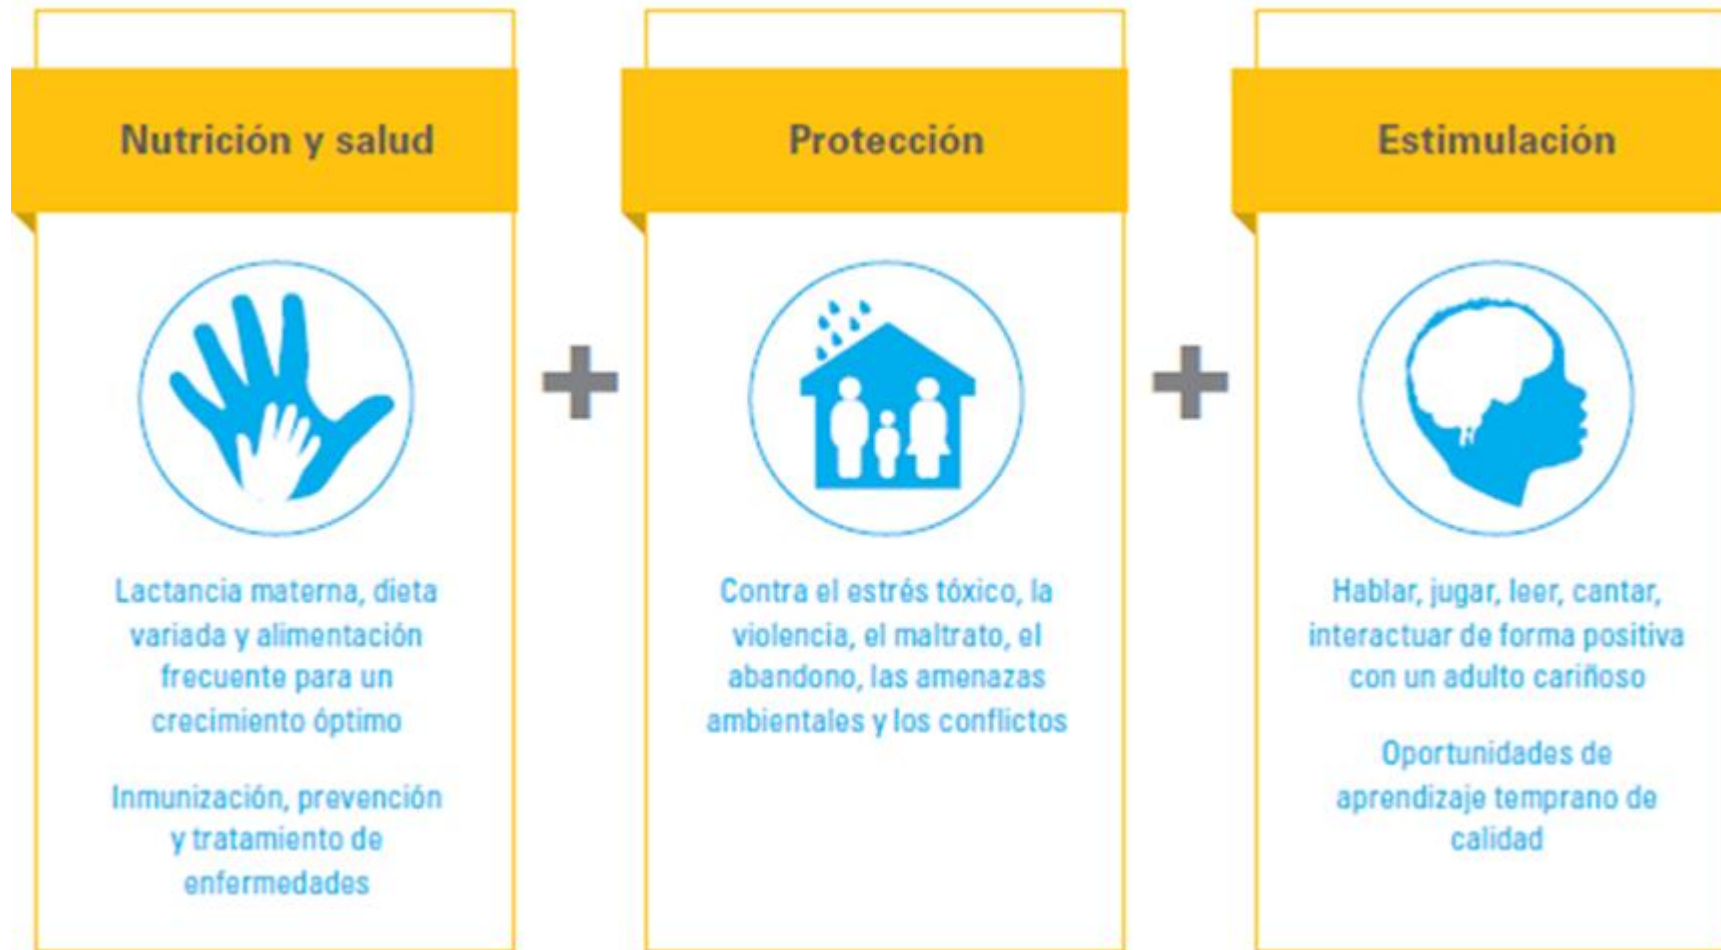 Nutrición y salud
Lactancia materna, dieta
variada y alimentación
frecuente para un
crecimiento óptimo
Inmunización, prevención
y tratamiento de
enfermedades
Protección
Contra el estrés tóxico, la
violencia, el maltrato, el
abandono, las amenazas
ambientales y los conflictos
Estimulación
Hablar, jugar, leer, cantar,
interactuar de forma positiva
con un adulto cariñoso
Oportunidades de
aprendizaje temprano de
calidad